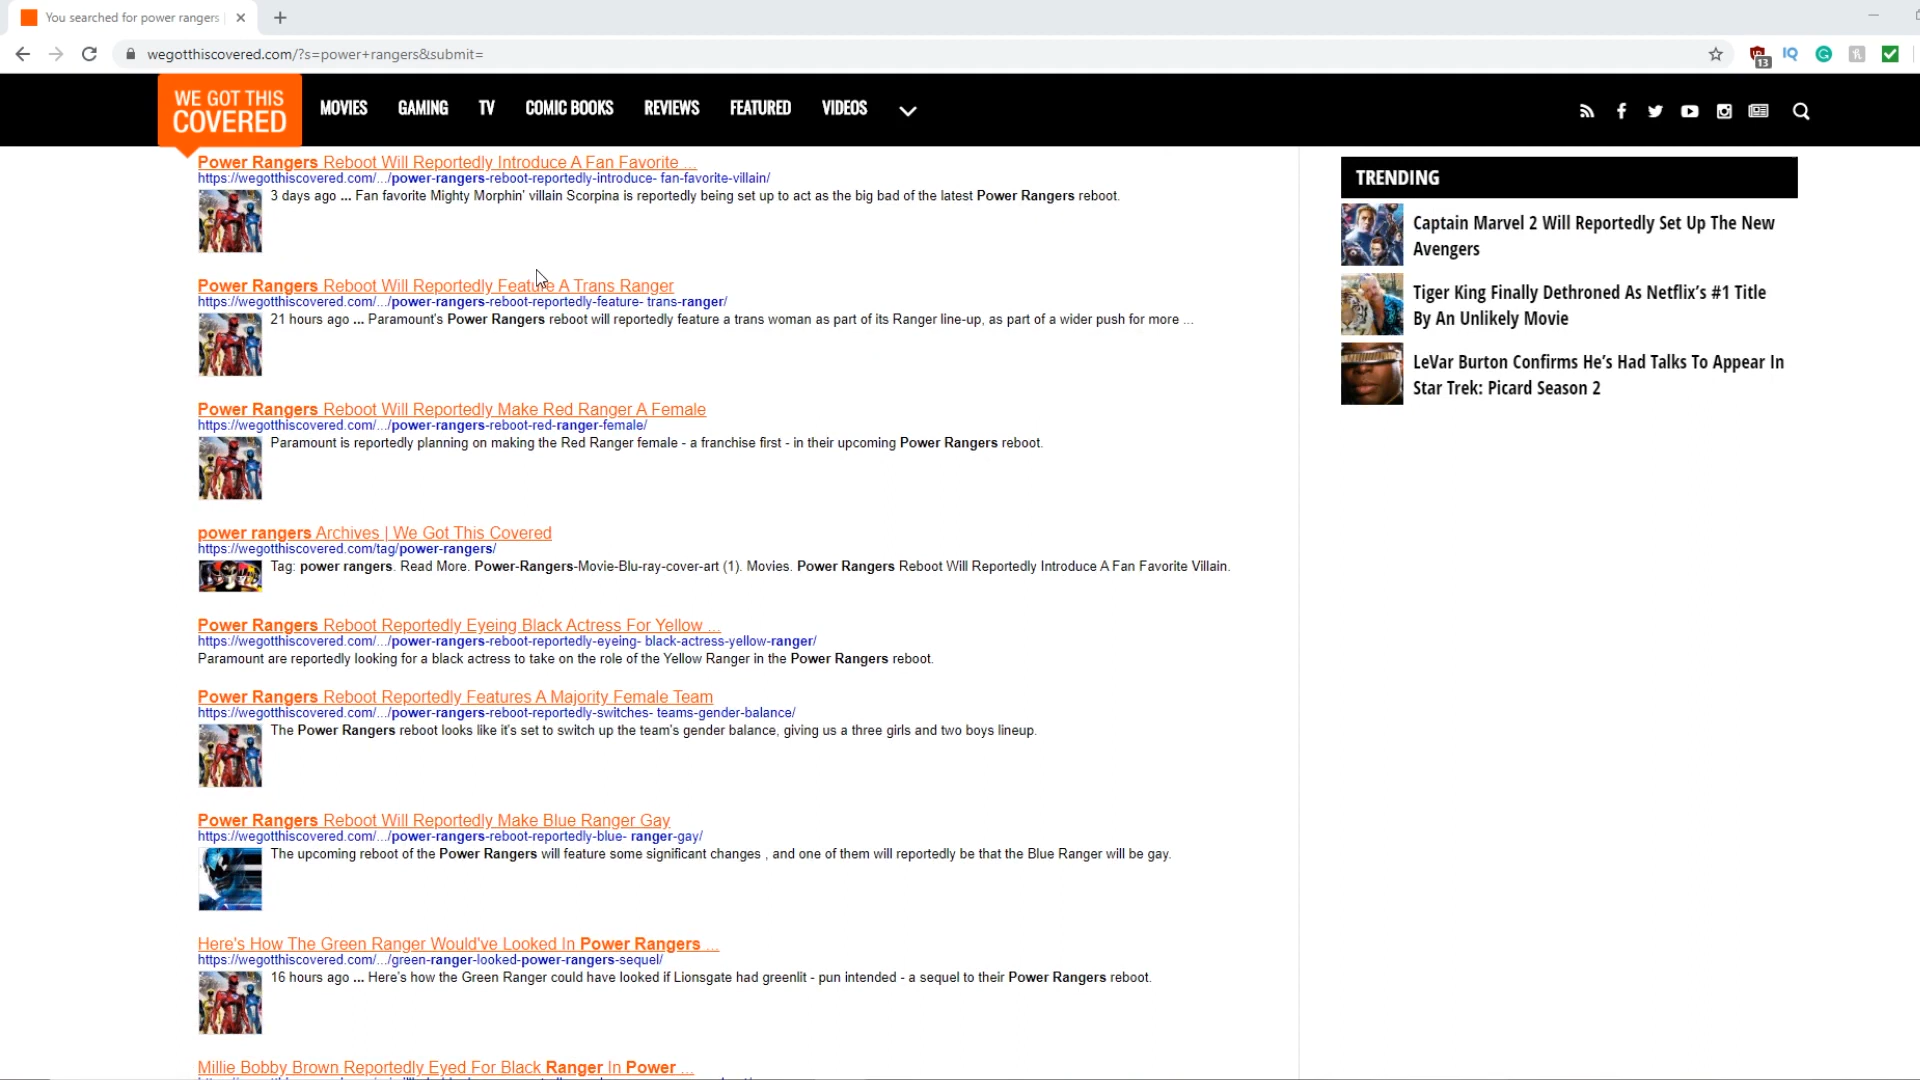 You searched for power rangers
wegotthiscovered.com/?s=power+rangers&submit=
13
IQ
WE GOT THIS
COVERED
MOVIES GAMING TV COMIC BOOKS REVIEWS FEATURED VIDEOS
Power Rangers Reboot Will Reportedly Introduce A Fan Favorite ...
https://wegotthiscovered.com/.../power-rangers-reboot-reportedly-introduce- fan-favorite-villain/
3 days ago ... Fan favorite Mighty Morphin' villain Scorpina is reportedly being set up to act as the big bad of the latest Power Rangers reboot.
Power Rangers Reboot Will Reportedly Feature A Trans Ranger
https://wegotthiscovered.com/.../power-rangers-reboot-reportedly-feature- trans-ranger/
21 hours ago ... Paramount's Power Rangers reboot will reportedly feature a trans woman as part of its Ranger line-up, as part of a wider push for more ...
Power Rangers Reboot Will Reportedly Make Red Ranger A Female
https://wegotthiscovered.com/.../power-rangers-reboot-red-ranger-female/
Paramount is reportedly planning on making the Red Ranger female - a franchise first - in their upcoming Power Rangers reboot.
power rangers Archives | We Got This Covered
https://wegotthiscovered.com/tag/power-rangers/
Tag: power rangers. Read More. Power-Rangers-Movie-Blu-ray-cover-art (1). Movies. Power Rangers Reboot Will Reportedly Introduce A Fan Favorite Villain.
Power Rangers Reboot Reportedly Eyeing Black Actress For Yellow ...
https://wegotthiscovered.com/.../power-rangers-reboot-reportedly-eyeing- black-actress-yellow-ranger/
Paramount are reportedly looking for a black actress to take on the role of the Yellow Ranger in the Power Rangers reboot.
Power Rangers Reboot Reportedly Features A Majority Female Team
https://wegotthiscovered.com/.../power-rangers-reboot-reportedly-switches- teams-gender-balance/
The Power Rangers reboot looks like it's set to switch up the team's gender balance, giving us a three girls and two boys lineup.
Power Rangers Reboot Will Reportedly Make Blue Ranger Gay
https://wegotthiscovered.com/.../power-rangers-reboot-reportedly-blue- ranger-gay/
The upcoming reboot of the Power Rangers will feature some significant changes , and one of them will reportedly be that the Blue Ranger will be gay.
Here's How The Green Ranger Would've Looked In Power Rangers ...
https://wegotthiscovered.com/.../green-ranger-looked-power-rangers-sequel/
16 hours ago ... Here's how the Green Ranger could have looked if Lionsgate had greenlit - pun intended - a sequel to their Power Rangers reboot.
Millie Bobby Brown Reportedly Eyed For Black Ranger In Power ...
TRENDING
Captain Marvel 2 Will Reportedly Set Up The New
Avengers
Tiger King Finally Dethroned As Netflix's #1 Title
By An Unlikely Movie
LeVar Burton Confirms He's Had Talks To Appear In
Star Trek: Picard Season 2